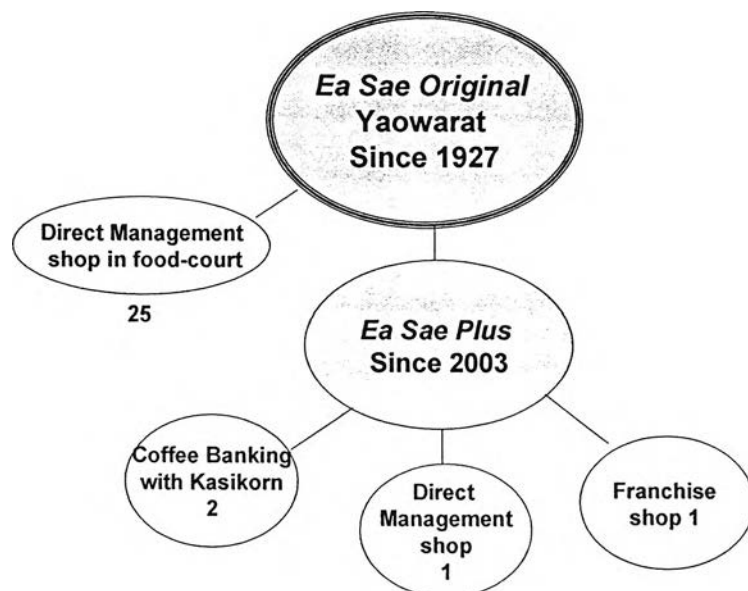 Ea Sae Original
Yaowarat
Since 1927
Direct Management
shop in food-court
25
Ea Sae Plus
Since 2003
Coffee Banking
with Kasikorn
2
Direct
Management
shop
1
Franchise
shop 1